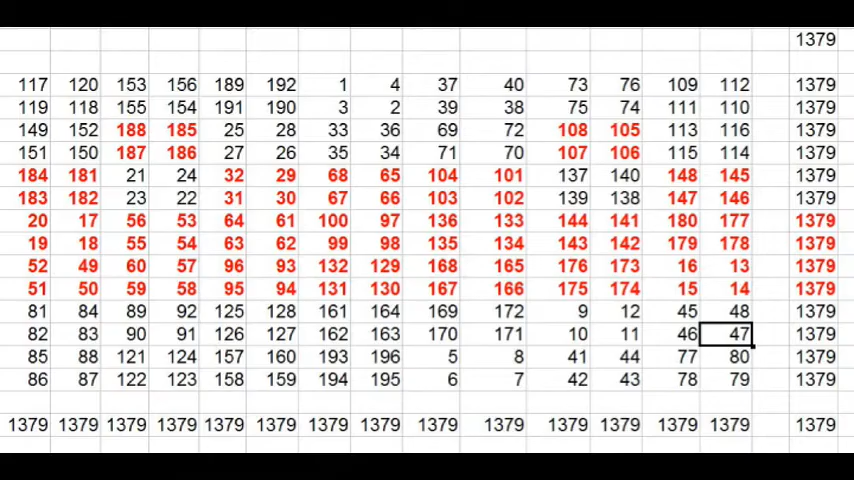 1379
117 120 153 156 189 192 1 4 37 40 73 76 109 112 1379
119 118 155 154 191 190 3 2 39 38 75 74 111 110 1379
149 152 188 185 25 28 33 36 69 72 108 105 113 116 1379
151 150 187 186 27 26 35 34 71 70 107 106 115 114 1379
184 181 21 24 32 29 68 65 104 101 137 140 148 145 1379
183 182 23 22 31 30 67 66 103 102 139 138 147 146 1379
20 17 56 53 64 61 100 97 136 133 144 141 180 177 1379
19 18 55 54 63 62 99 98 135 134 143 142 179 178 1379
52 49 60 57 96 93 132 129 168 165 176 173 16 13 1379
51 50 59 58 95 94 131 130 167 166 175 174 15 14 1379
81 84 89 92 125 128 161 164 169 172 9 12 45 48 1379
82 83 90 91 126 127 162 163 170 171 10 11 46 47 1379
85 88 121 124 157 160 193 196 5 8 41 44 77 80 1379
86 87 122 123 158 159 194 195 6 7 42 43 78 79 1379
1379 1379 1379 1379 1379 1379 1379 1379 1379 1379 1379 1379 1379 1379 1379